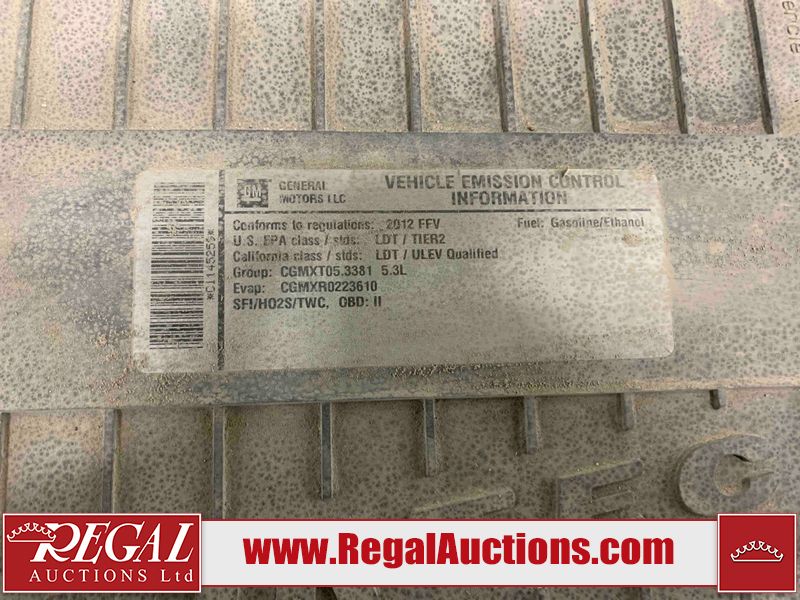 GM
GENERAL
MOTORS LLC
VEHICLE EMISSION CONTROL
INFORMATION
Conforms to regulations: 2012 FFV Fuel: Gasoline/Ethanol
U.S. EPA class / stds: LDT / TIER2
California class / stds: LDT / ULEV Qualified
Group: CGMXT05.3381 5.3L
Evap: CGMXR0223610
SFI/HO2S/TWC, OBD: II
*CI14525S*
TEC
REGAL
AUCTIONS Ltd
www.RegalAuctions.com